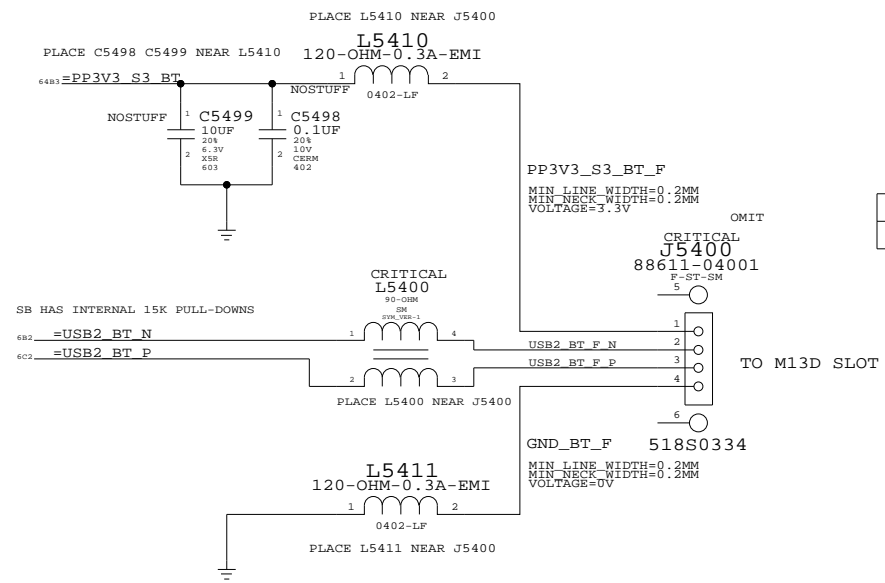 PLACE L5410 NEAR J5400
L5410
120-OHM-0.3A-EMI
PLACE C5498 C5499 NEAR L5410
1
2
64B3
=PP3V3_S3_BT
NOSTUFF
0402-LF
NOSTUFF
1
C5499
10UF
20%
6.3V
X5R
603
2
1
C5498
0.1UF
20%
10V
CERM
402
2
PP3V3_S3_BT_F
MIN_LINE_WIDTH=0.2MM
MIN_NECK_WIDTH=0.2MM
VOLTAGE=3.3V
OMIT
CRITICAL
J5400
88611-04001
F-ST-SM
5
CRITICAL
L5400
90-OHM
SM
SYM_VER-1
SB HAS INTERNAL 15K PULL-DOWNS
6B2
=USB2_BT_N
1
4
6C2
=USB2_BT_P
2
3
USB2_BT_F_N
USB2_BT_F_P
1
2
3
4
TO M13D SLOT
PLACE L5400 NEAR J5400
6
518S0334
GND_BT_F
MIN_LINE_WIDTH=0.2MM
MIN_NECK_WIDTH=0.2MM
VOLTAGE=0V
L5411
120-OHM-0.3A-EMI
1
2
0402-LF
PLACE L5411 NEAR J5400